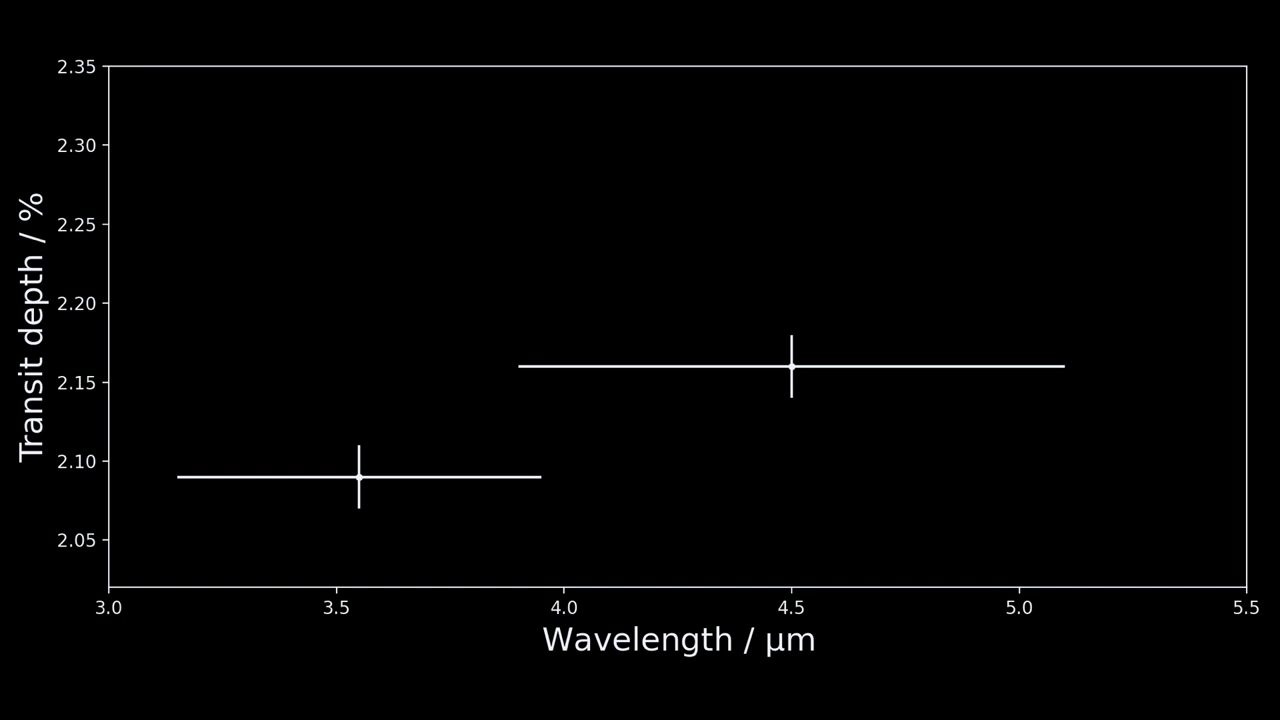 2.35
2.30
2.25
2.20
2.15
2.10
2.05
Transit depth / %
3.0 3.5 4.0 4.5 5.0 5.5
Wavelength / μm